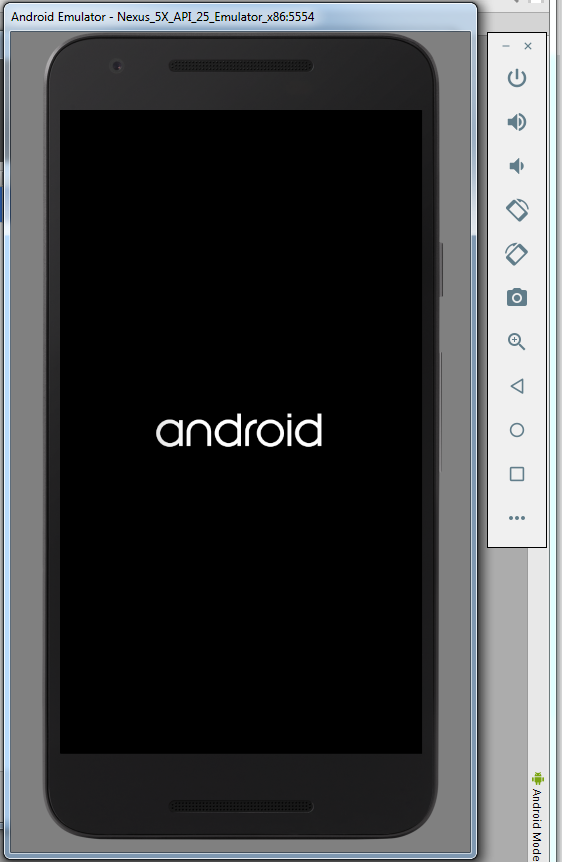 Android Emulator - Nexus_5X_API_25_Emulator_x86:5554
android
Android Mode